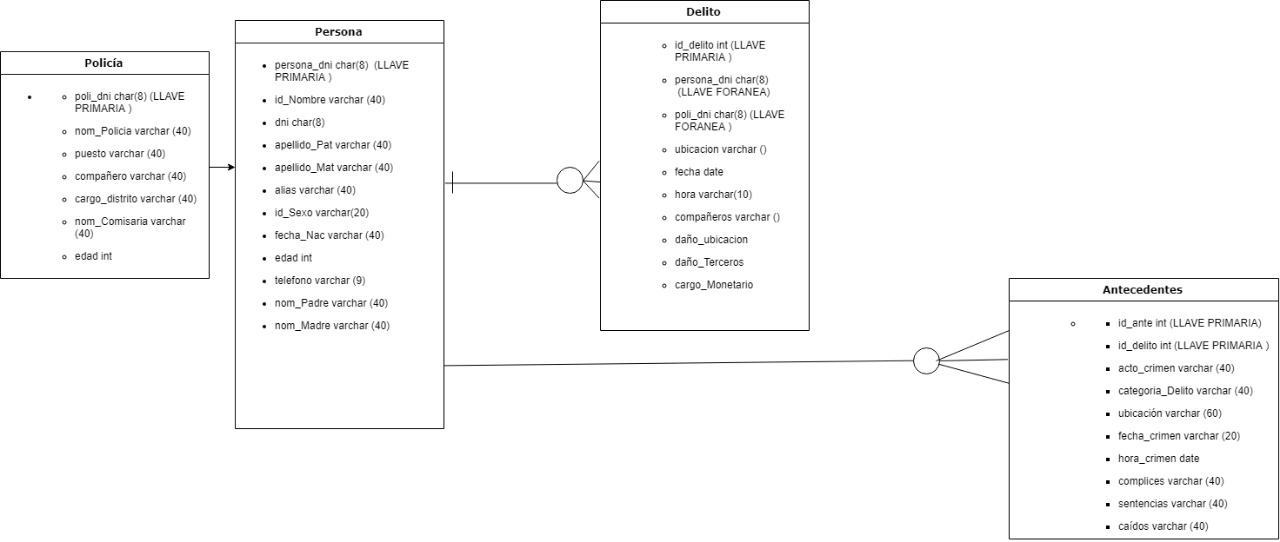 Policía
poli_dni char(8) (LLAVE
PRIMARIA )
nom_Policia varchar (40)
puesto varchar (40)
compañero varchar (40)
cargo_distrito varchar (40)
nom_Comisaria varchar
(40)
edad int
Persona
persona_dni char(8)  (LLAVE
PRIMARIA )
id_Nombre varchar (40)
dni char(8)
apellido_Pat varchar (40)
apellido_Mat varchar (40)
alias varchar (40)
id_Sexo varchar(20)
fecha_Nac varchar (40)
edad int
telefono varchar (9)
nom_Padre varchar (40)
nom_Madre varchar (40)
Delito
id_delito int (LLAVE
PRIMARIA )
persona_dni char(8)
(LLAVE FORANEA)
poli_dni char(8) (LLAVE
FORANEA )
ubicacion varchar ()
fecha date
hora varchar(10)
compañeros varchar ()
daño_ubicacion
daño_Terceros
cargo_Monetario
Antecedentes
id_ante int (LLAVE PRIMARIA)
id_delito int (LLAVE PRIMARIA )
acto_crimen varchar (40)
categoria_Delito varchar (40)
ubicación varchar (60)
fecha_crimen varchar (20)
hora_crimen date
complices varchar (40)
sentencias varchar (40)
caídos varchar (40)